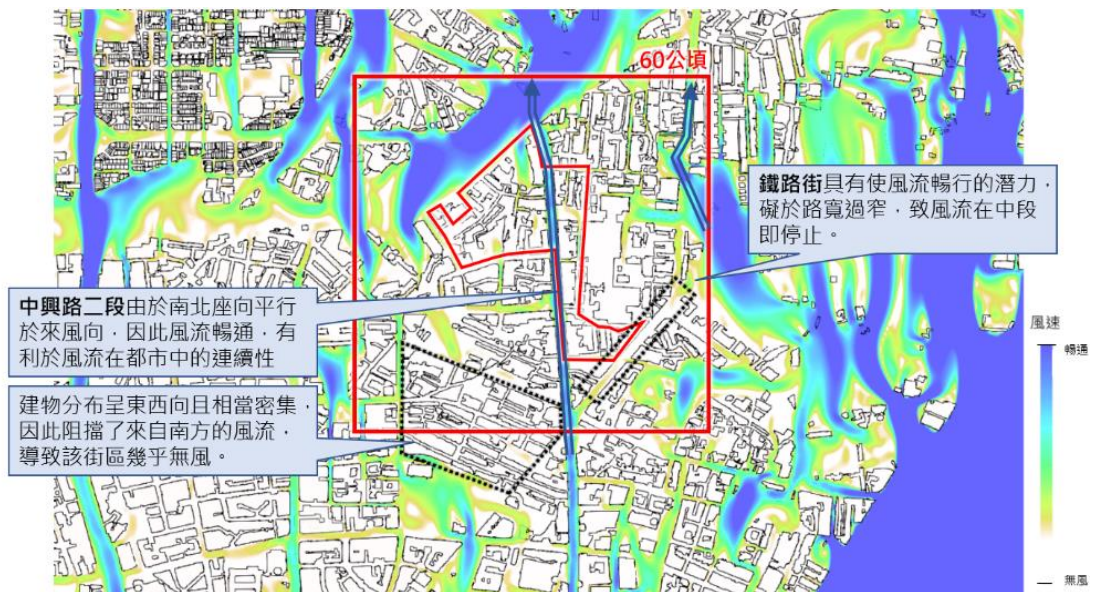 60公頃
鐵路街具有使風流暢行的潛力，
礙於路寬過窄，致風流在中段
即停止。
中興路二段由於南北座向平行
於來風向，因此風流暢通，有
利於風流在都市中的連續性
建物分布呈東西向且相當密集，
因此阻擋了來自南方的風流，
導致該街區幾乎無風。
風速
暢通
無風